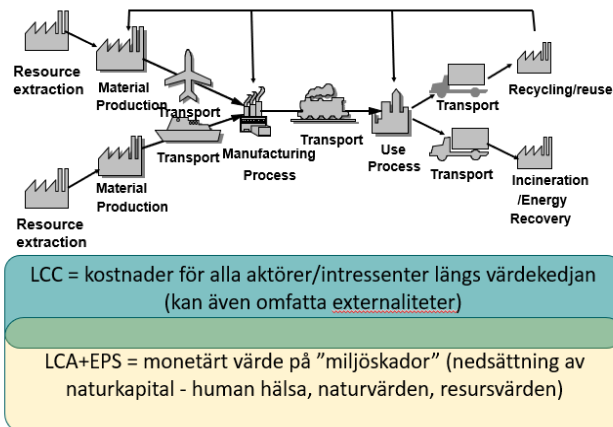 Resource
extraction
Material
Production
Transport
Resource
extraction
Material
Production
Transport
Manufacturing
Process
Transport
Use
Process
Transport
Recycling/reuse
Transport
Incineration
/Energy
Recovery
LCC = kostnader för alla aktörer/intressenter längs värdekedjan
(kan även omfatta externaliteter)
LCA+EPS = monetärt värde på ”miljöskador” (nedsättning av
naturkapital - human hälsa, naturvärden, resursvärden)